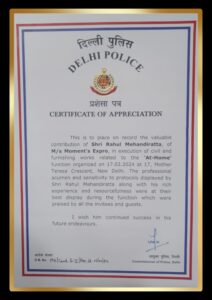 दिल्ली पुलिस
DELHI POLICE
प्रशंसा पत्र
CERTIFICATE OF APPRECIATION
This is to place on record the valuable
contribution of Shri Rahul Mehandiratta, of
M/s Moment's Expro, in execution of civil and
furnishing works related to the 'At-Home'
function organized on 17.02.2024 at 17, Mother
Teresa Crescent, New Delhi. The professional
acumen and sensitivity to protocols displayed by
Shri Rahul Mehandiratta along with his rich
experience and resourcefulness were at their
best display during the function which were
praised by all the invitees and guests.
I wish him continued success in his
future endeavours.
आयुक्त पुलिस, दिल्ली
Commissioner of Police, Delhi